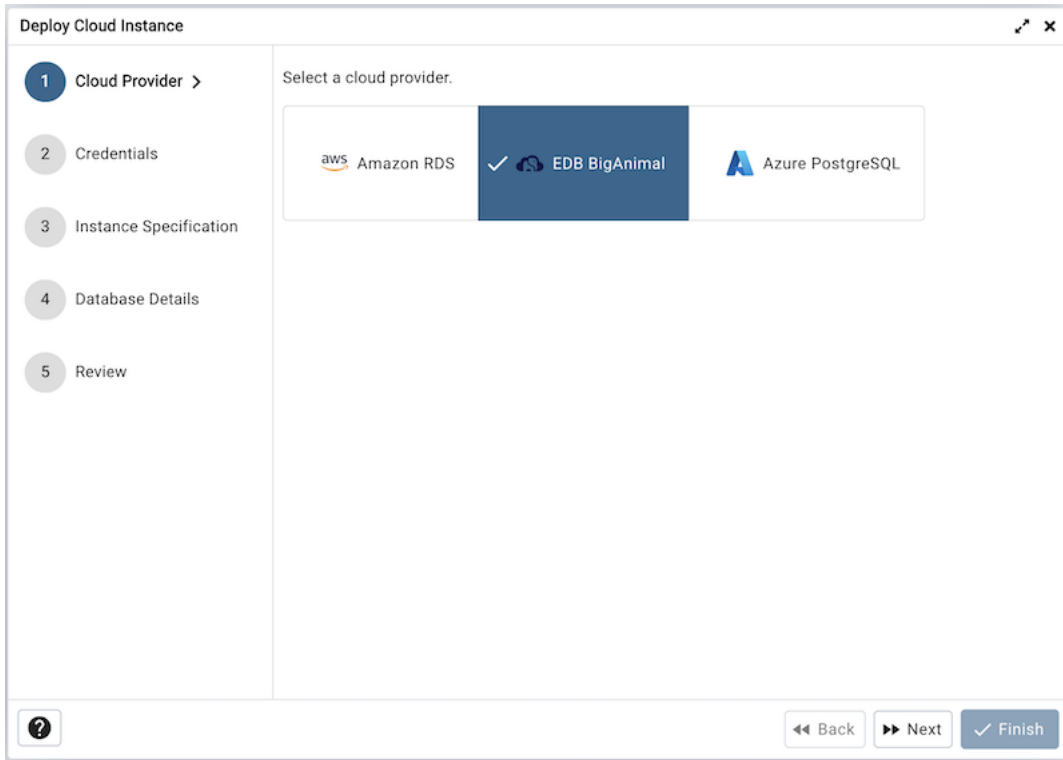 Deploy Cloud Instance
1 Cloud Provider
Select a cloud provider.
aws Amazon RDS
EDB BigAnimal
Azure PostgreSQL
2 Credentials
3 Instance Specification
4 Database Details
5 Review
?
Back
Next
Finish